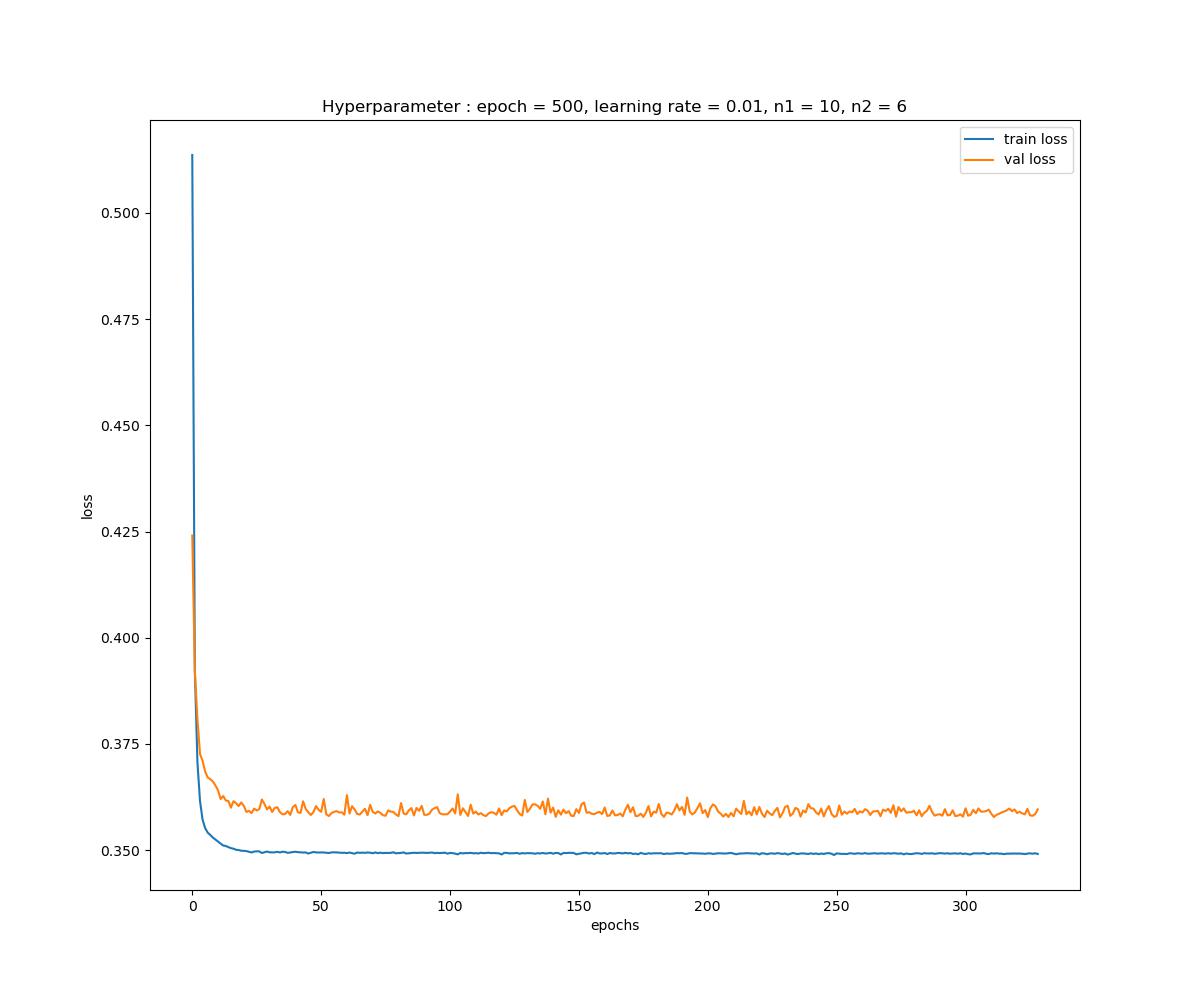 Hyperparameter : epoch = 500, learning rate = 0.01, n1 = 10, n2 = 6
train loss
val loss
0.500
0.475
0.450
0.425
0.400
0.375
0.350
loss
0 50 100 150 200 250 300
epochs